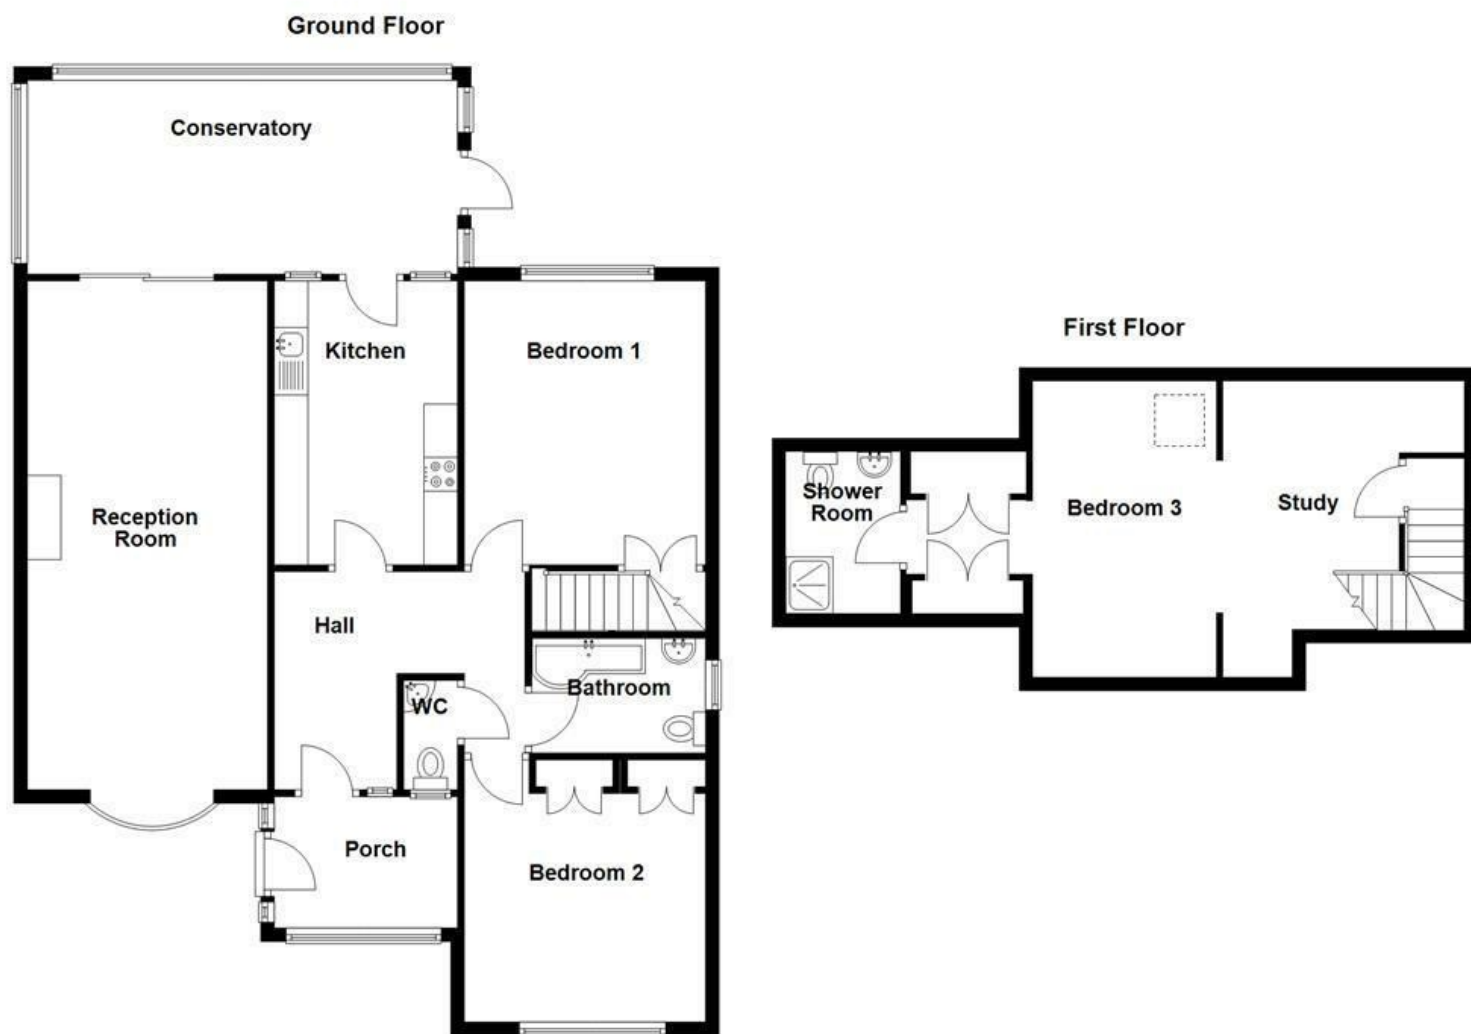 Ground Floor
Conservatory
Kitchen
Bedroom 1
Reception
Room
Hall
WC
Bathroom
Porch
Bedroom 2
First Floor
Shower
Room
Bedroom 3
Study